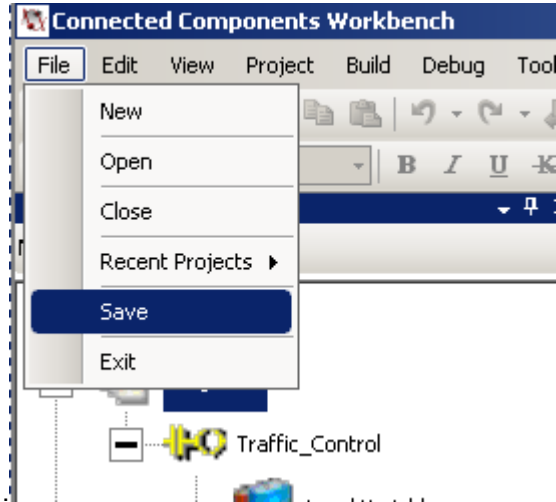 Connected Components Workbench
File Edit View Project Build Debug
B I U
New
Open
Close
Recent Projects
Save
Exit
Traffic_Control